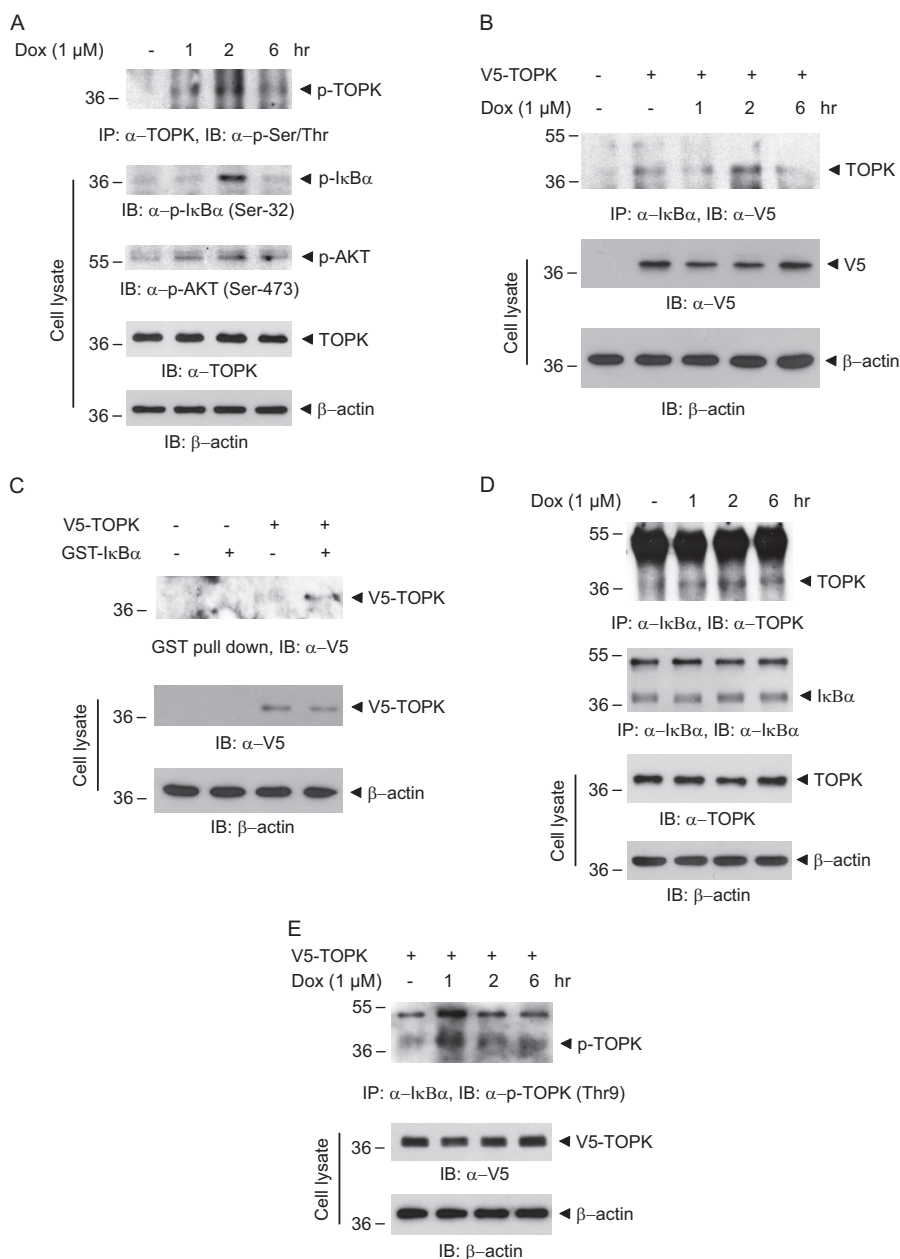 A
Dox (1 μM) - 1 2 6 hr
36 – ◄ p-TOPK
IP: α–TOPK, IB: α-p-Ser/Thr
36 – ◄ p-IκBα
IB: α–p-IκBα (Ser-32)
55 – ◄ p-AKT
IB: α–p-AKT (Ser-473)
36 – ◄ TOPK
IB: α–TOPK
36 – ◄ β–actin
IB: β–actin
Cell lysate
B
V5-TOPK - + + + +
Dox (1 μM) - - 1 2 6 hr
55 –
36 – ◄ TOPK
IP: α–IκBα, IB: α–V5
36 – ◄ V5
IB: α–V5
36 – ◄ β–actin
IB: β–actin
Cell lysate
C
V5-TOPK - - + +
GST-IκBα - + - +
36 – ◄ V5-TOPK
GST pull down, IB: α–V5
36 – ◄ V5-TOPK
IB: α–V5
36 – ◄ β–actin
IB: β–actin
Cell lysate
D
Dox (1 μM) - 1 2 6 hr
55 –
36 – ◄ TOPK
IP: α–IκBα, IB: α–TOPK
55 –
36 – ◄ IκBα
IP: α–IκBα, IB: α–IκBα
36 – ◄ TOPK
IB: α–TOPK
36 – ◄ β–actin
IB: β–actin
Cell lysate
E
V5-TOPK + + + +
Dox (1 μM) - 1 2 6 hr
55 –
36 – ◄ p-TOPK
IP: α–IκBα, IB: α–p-TOPK (Thr9)
36 – ◄ V5-TOPK
IB: α–V5
36 – ◄ β–actin
IB: β–actin
Cell lysate